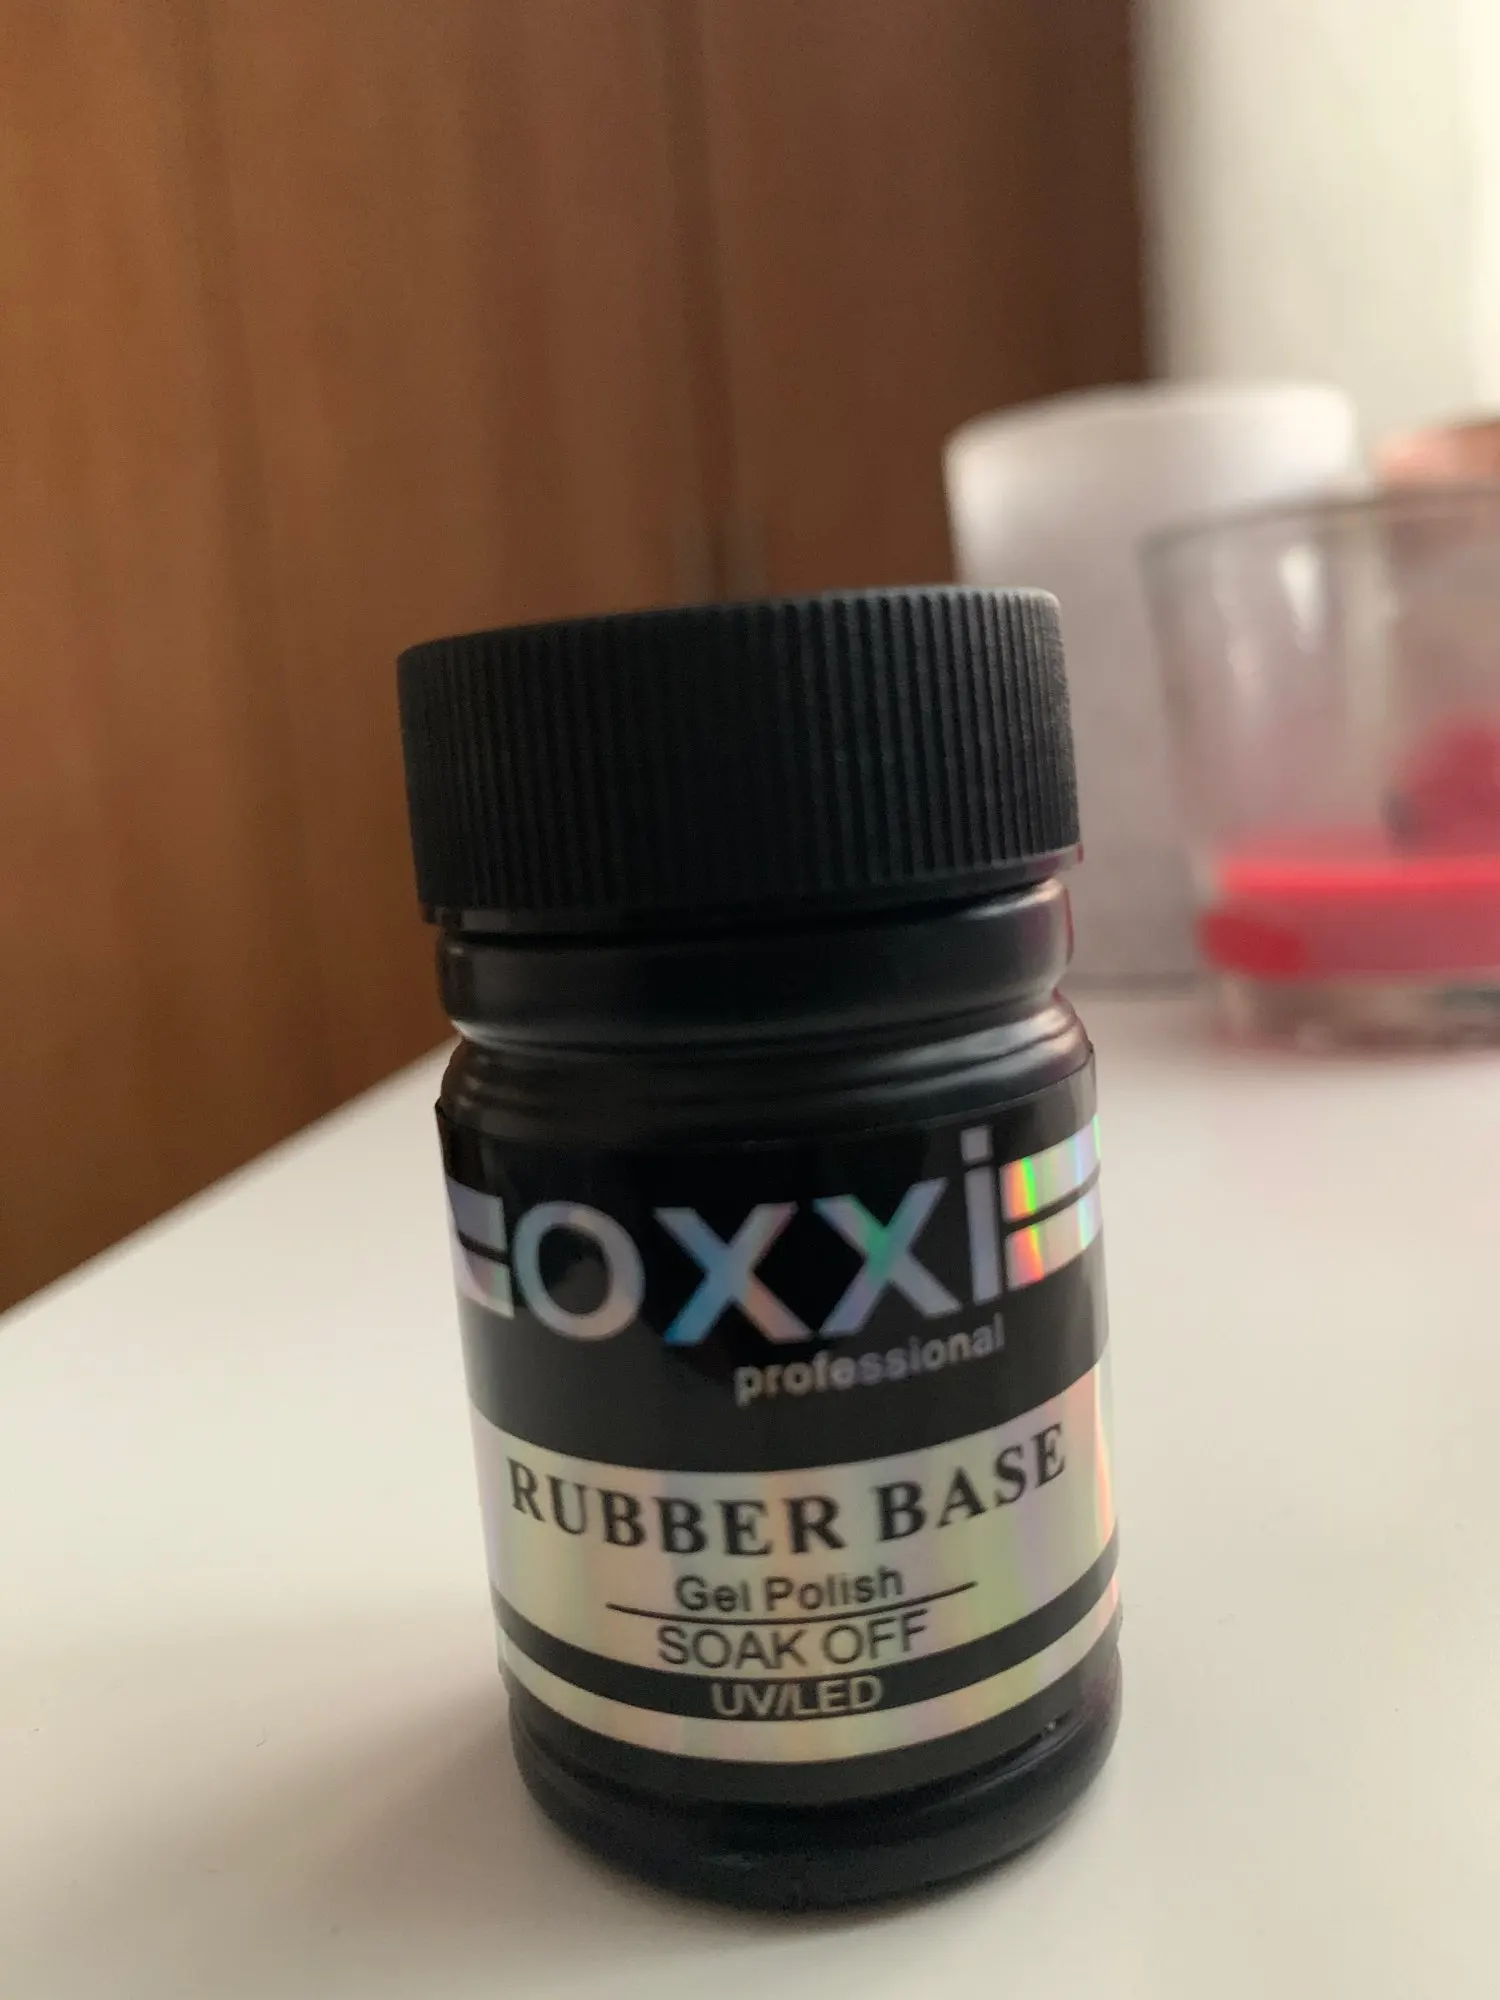 oxxi
professional
RUBBER BASE
Gel Polish
SOAK OFF
UV/LED